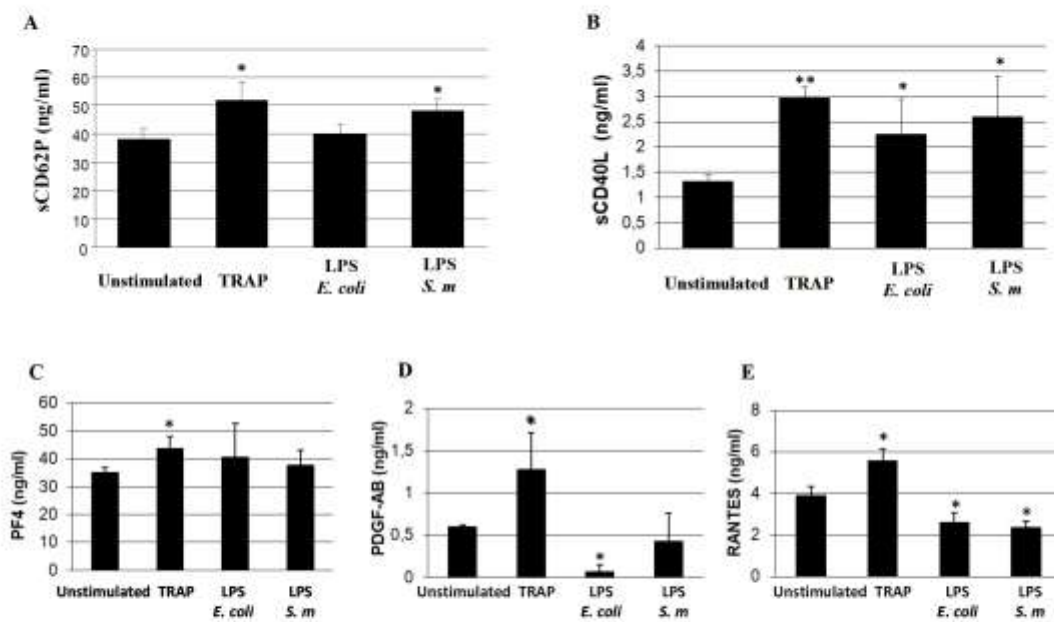 A
sCD62P (ng/ml)
70
60
50
40
30
20
10
0
*
*
Unstimulated TRAP LPS LPS
E. coli S. m
B
sCD40L (ng/ml)
4
3,5
3
2,5
2
1,5
1
0,5
0
**
*
*
Unstimulated TRAP LPS LPS
E. coli S. m
C
PF4 (ng/ml)
60
50
40
30
20
10
0
*
Unstimulated TRAP LPS LPS
E. coli S. m
D
PDGF-AB (ng/ml)
2
1,5
1
0,5
0
*
*
Unstimulated TRAP LPS LPS
E. coli S. m
E
RANTES (ng/ml)
8
6
4
2
0
*
*
*
Unstimulated TRAP LPS LPS
E. coli S. m